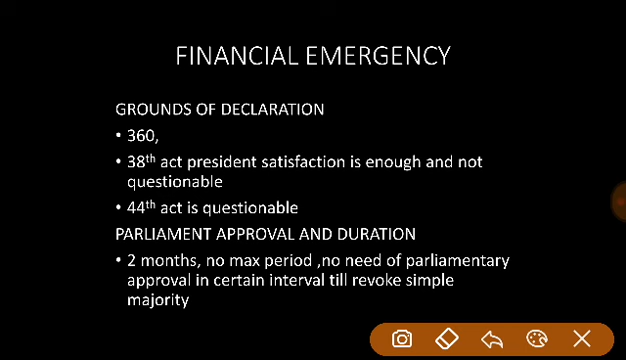 FINANCIAL EMERGENCY
GROUNDS OF DECLARATION
• 360,
• 38th act president satisfaction is enough and not
questionable
• 44th act is questionable
PARLIAMENT APPROVAL AND DURATION
• 2 months, no max period ,no need of parliamentary
approval in certain interval till revoke simple
majority